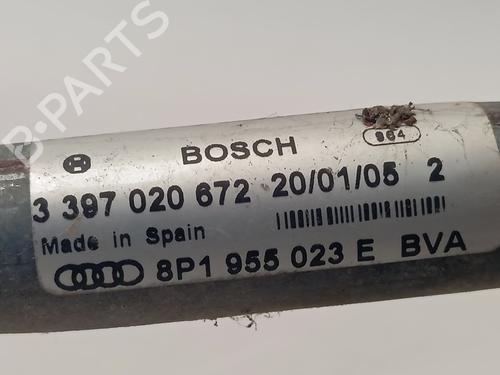 B-PARTS
964
BOSCH
3 397 020 672 20/01/05 2
Made in Spain
8P1 955 023 E BVA